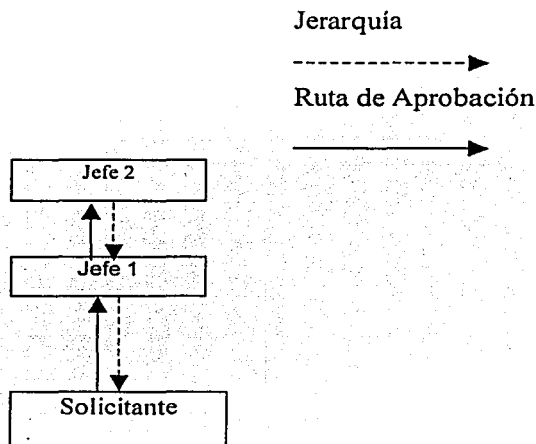 Jerarquía
Ruta de Aprobación
Jefe 2
Jefe 1
Solicitante